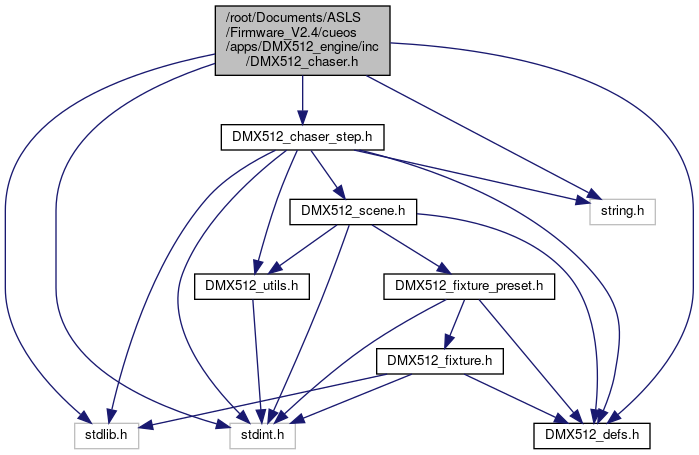 /root/Documents/ASLS
/Firmware_V2.4/cueos
/apps/DMX512_engine/inc
/DMX512_chaser.h
DMX512_chaser_step.h
string.h
DMX512_scene.h
DMX512_utils.h
DMX512_fixture_preset.h
DMX512_fixture.h
stdlib.h
stdint.h
DMX512_defs.h